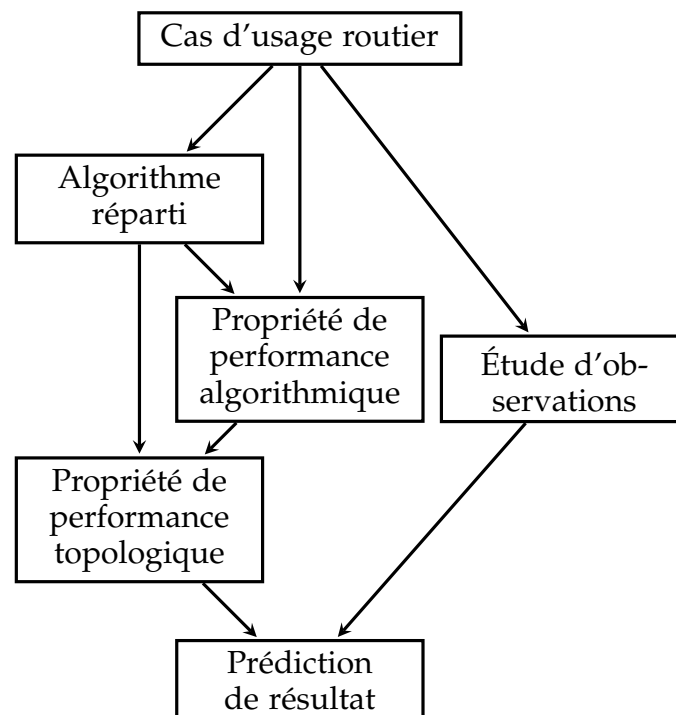 Cas d'usage routier
Algorithme
réparti
Propriété de
performance
algorithmique
Étude d'ob-
servations
Propriété de
performance
topologique
Prédiction
de résultat